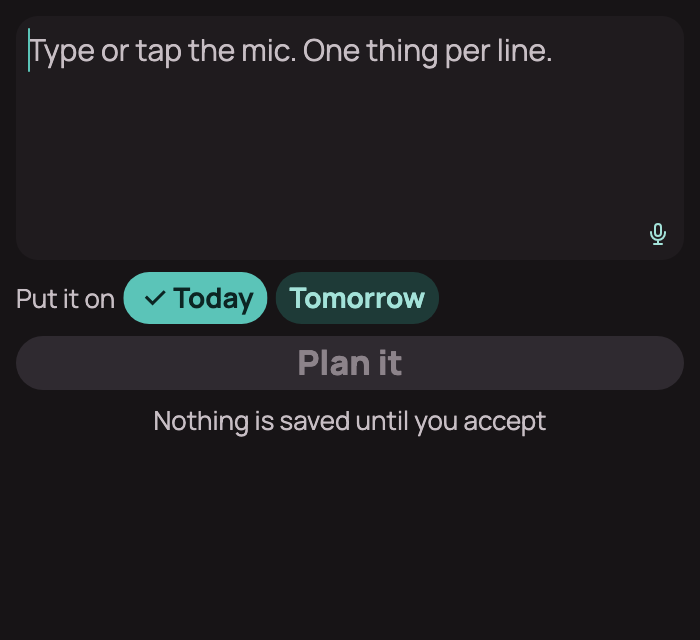 Type or tap the mic. One thing per line.
Put it on Today Tomorrow
Plan it
Nothing is saved until you accept